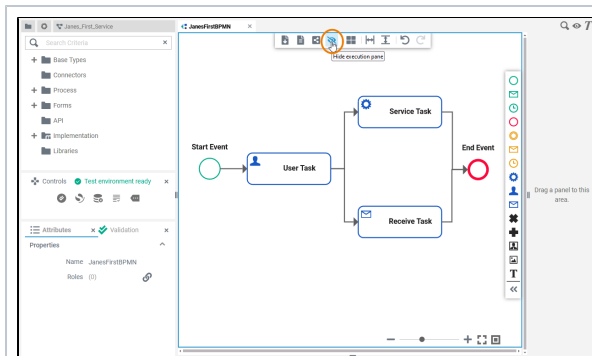 Janes_First_Service
JanesFirstBPMN ×
Search Criteria ×
Base Types
Connectors
Process
Forms
API
Implementation
Libraries
Controls Test environment ready ×
Attributes × Validation ×
Properties
Name JanesFirstBPMN
Roles (0)
Hide execution pane
Start Event
User Task
Service Task
Receive Task
End Event
T
T
Drag a panel to this
area.